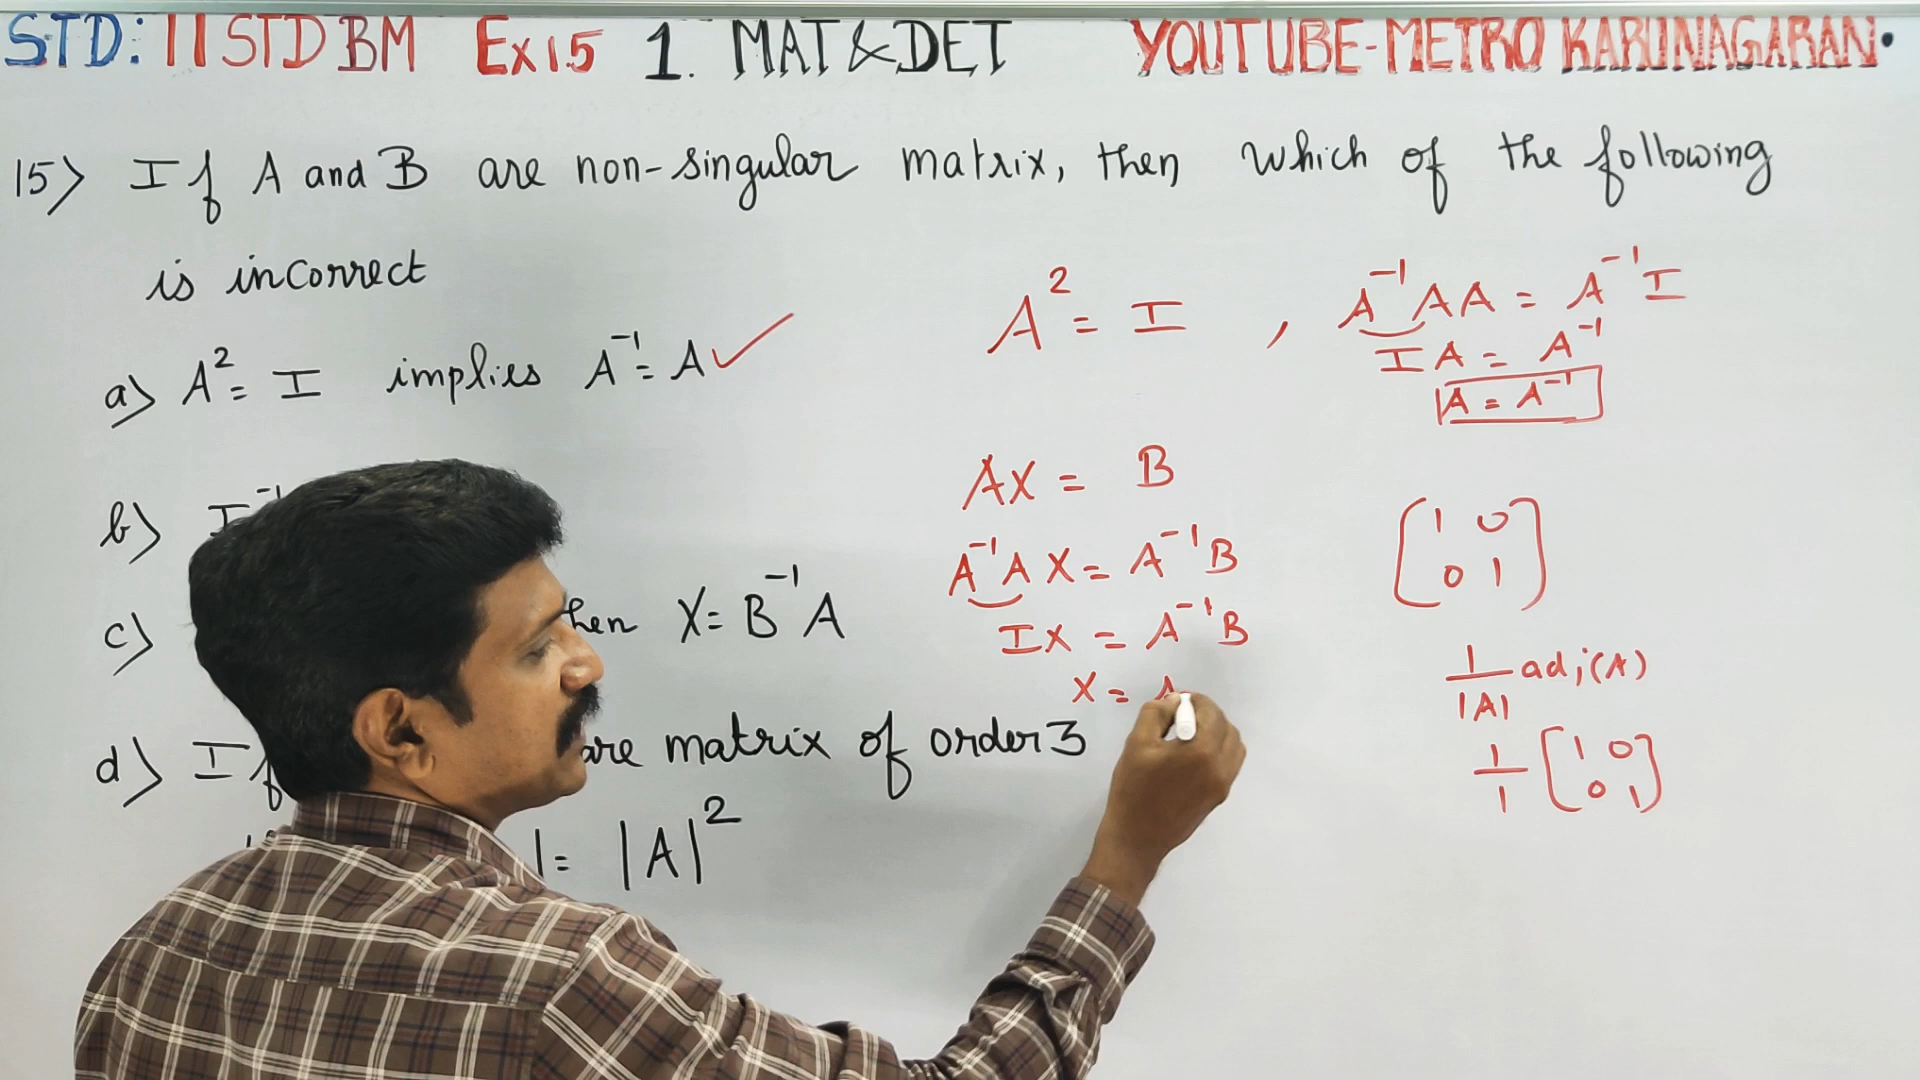 STD: 11 STD BM Ex 1.5 1. MAT & DET YOUTUBE-METRO KARUNAGARAN.
15) If A and B are non-singular matrix, then which of the following
is incorrect
a) A² = I implies A⁻¹ = A ✓
b) I⁻¹
c) hen X = B⁻¹A
d) If are matrix of order 3
|= |A|²
A² = I , A⁻¹AA = A⁻¹I
IA = A⁻¹
A = A⁻¹
AX = B
A⁻¹AX = A⁻¹B
IX = A⁻¹B
X = A
[1 0
0 1]
1/|A| adj(A)
1/1 [1 0
0 1]